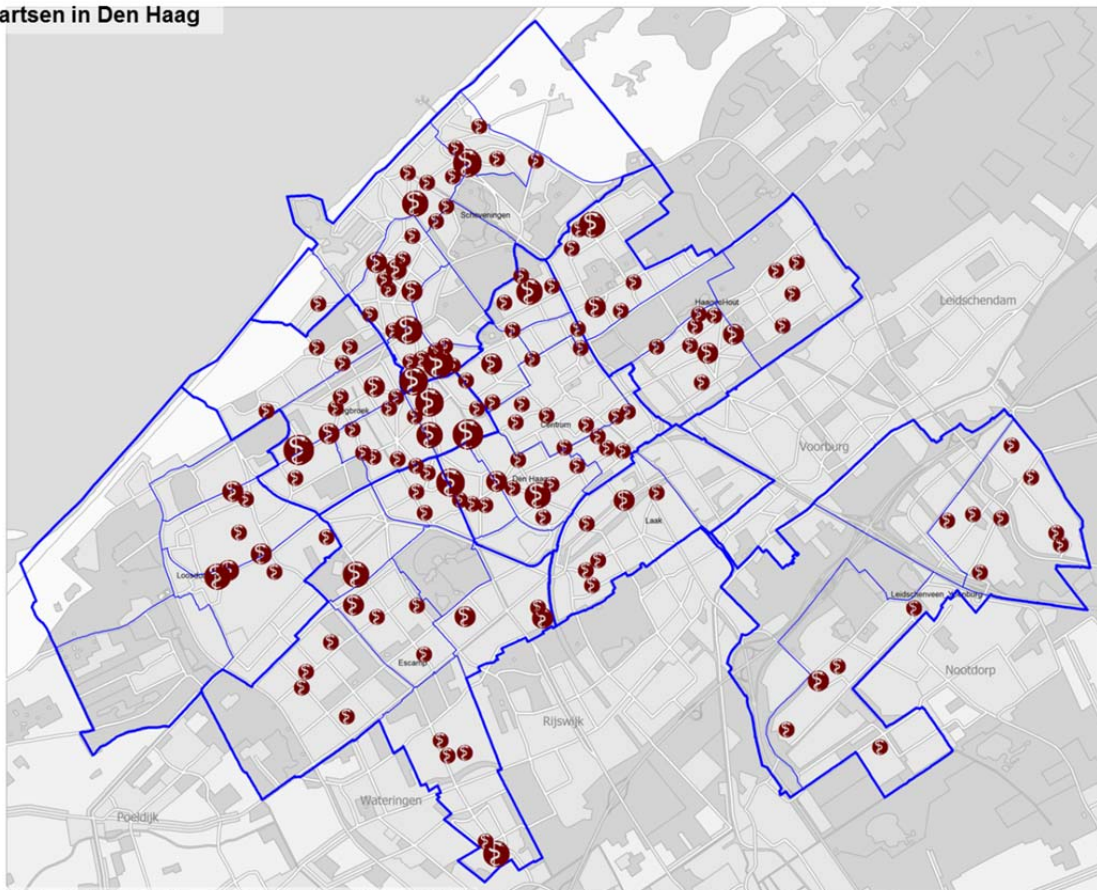 artsen in Den Haag
Scheveningen
Haagse Hout
Leidschendam
Voorburg
Centrum
Den Haag
Laak
Leidschenveen
Nootdorp
Escamp
Rijswijk
Wateringen
Poeldijk